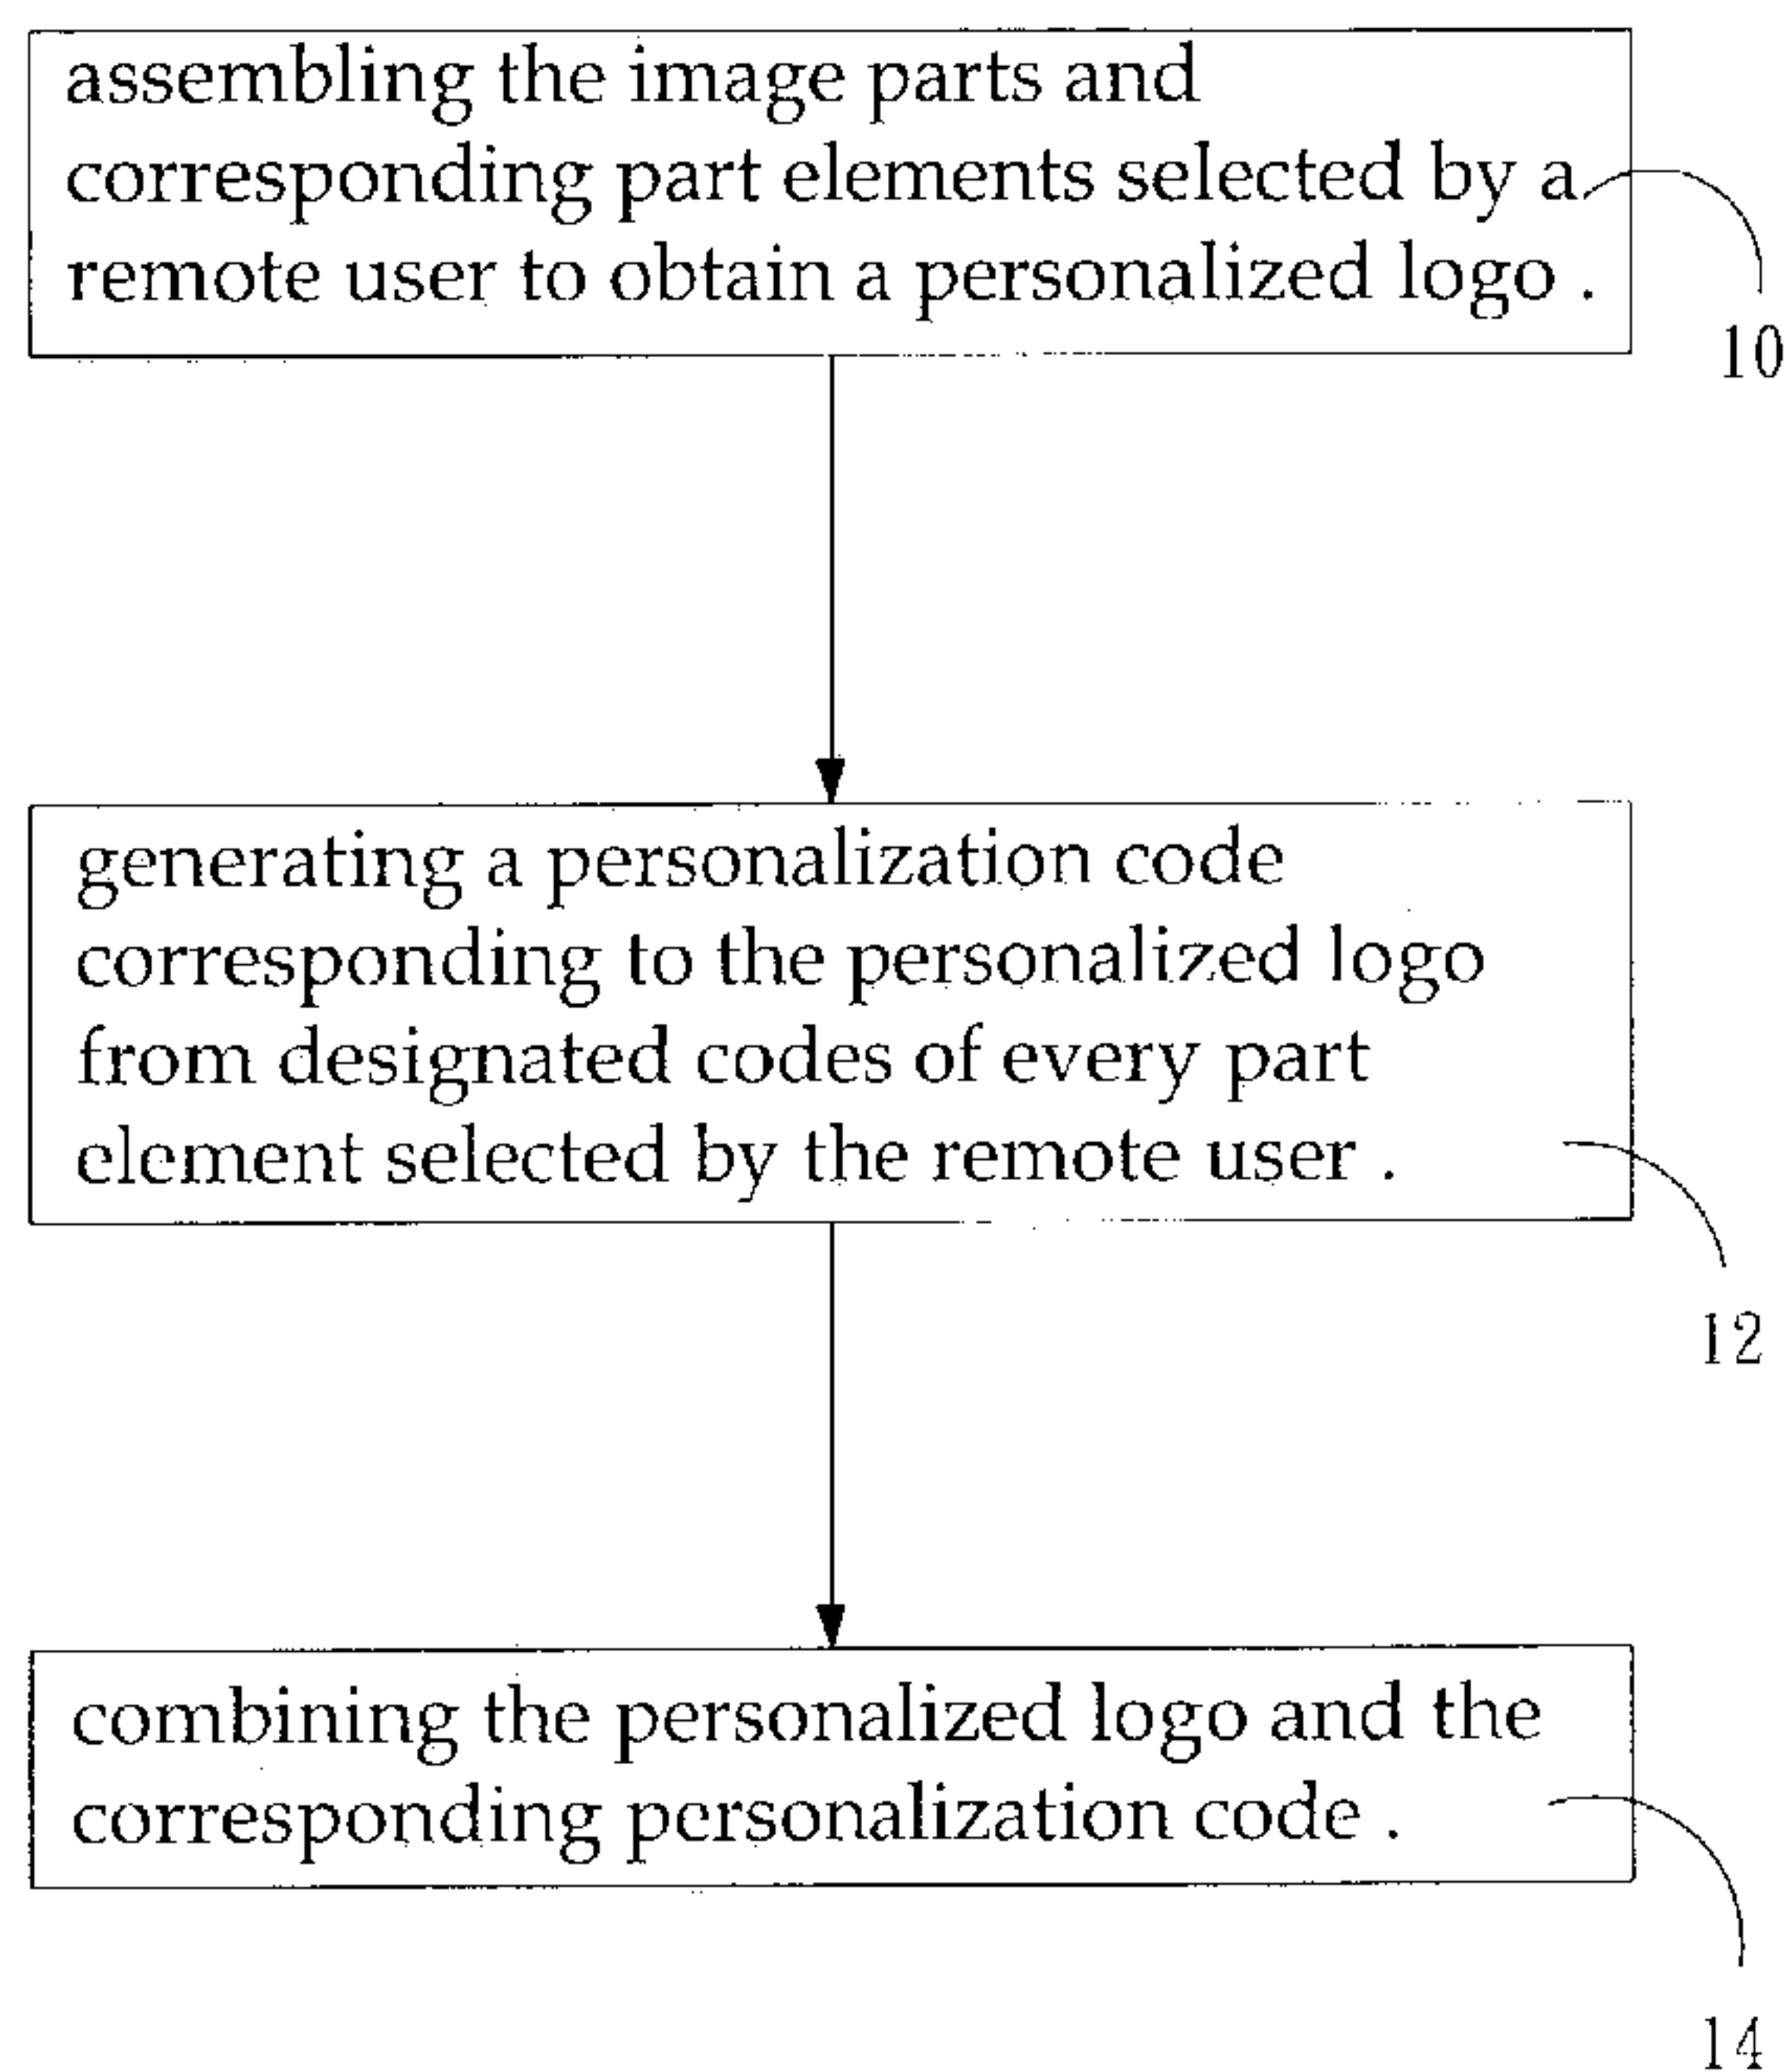 assembling the image parts and
corresponding part elements selected by a
remote user to obtain a personalized logo .
10
generating a personalization code
corresponding to the personalized logo
from designated codes of every part
element selected by the remote user .
12
combining the personalized logo and the
corresponding personalization code .
14